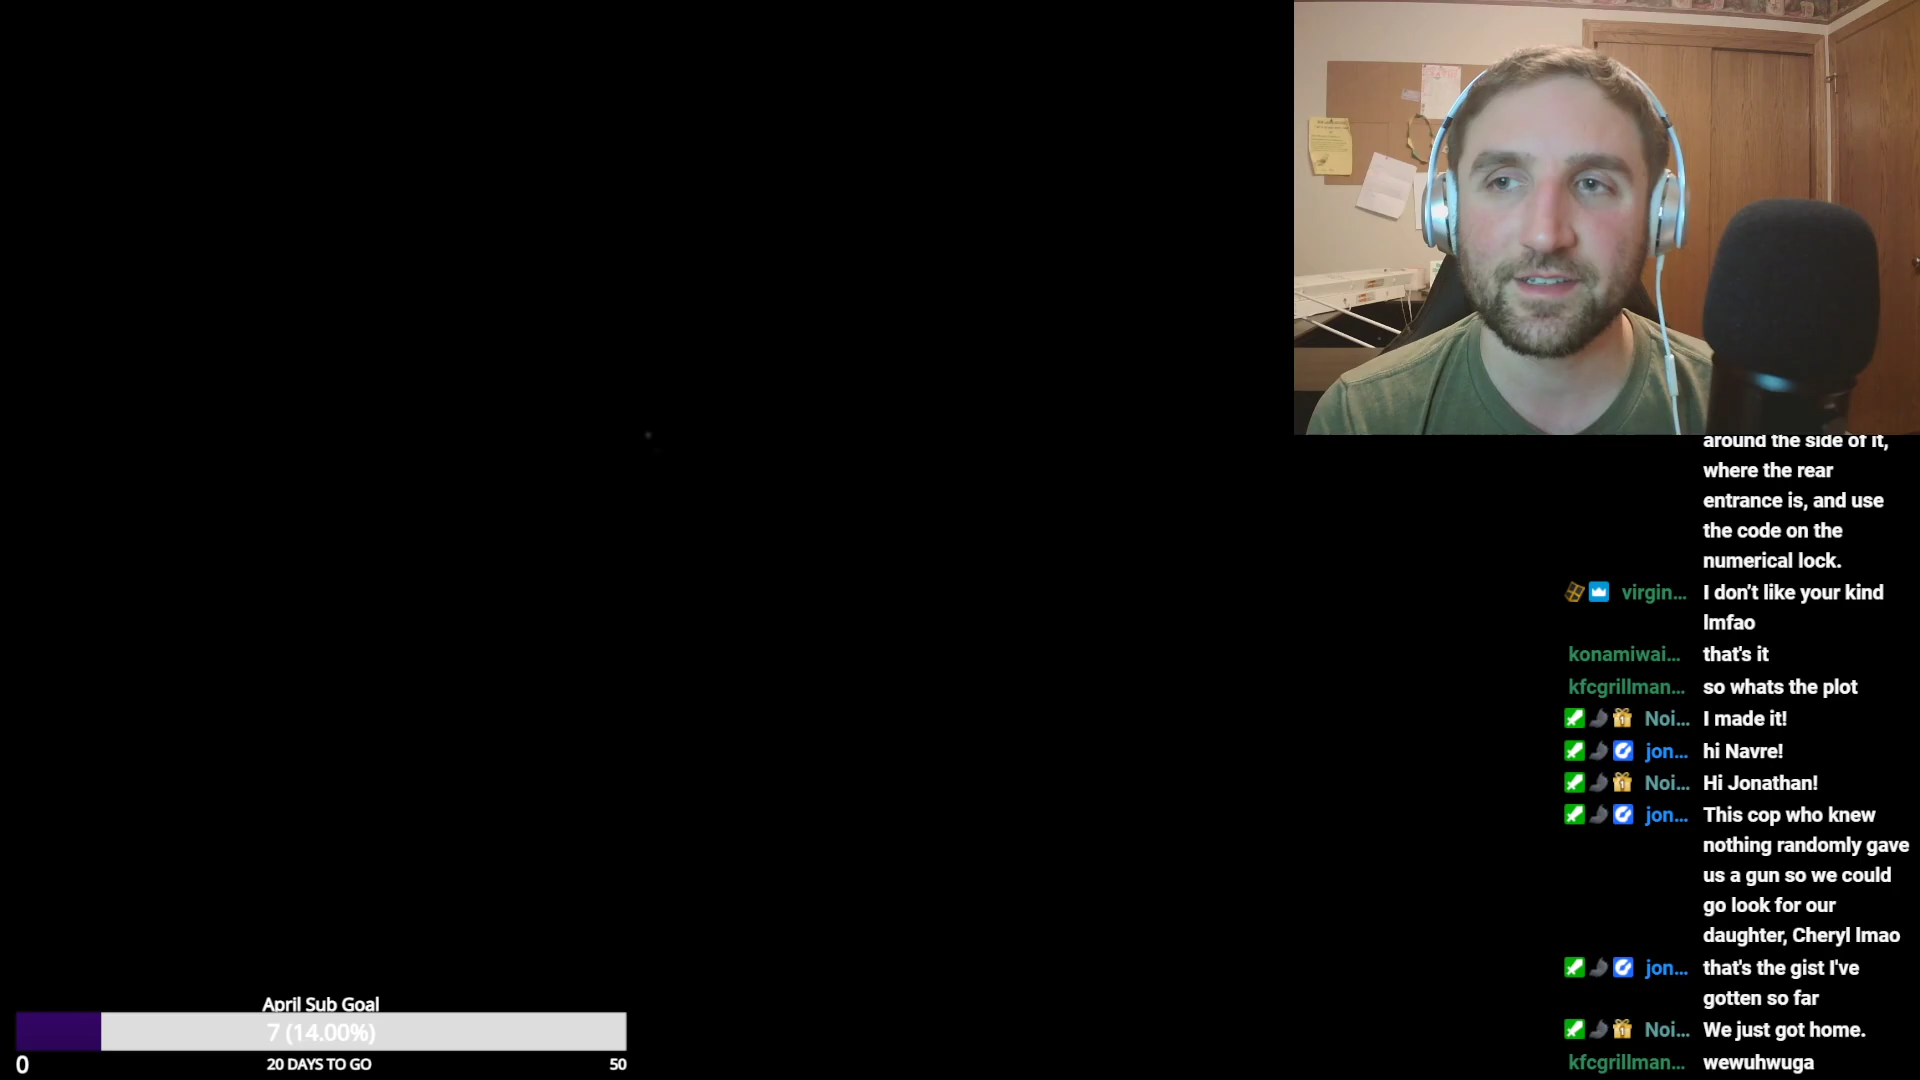 around the side of it,
where the rear
entrance is, and use
the code on the
numerical lock.
virgin... I don't like your kind
lmfao
konamiwai... that's it
kfcgrillman... so whats the plot
Noi... I made it!
jon... hi Navre!
Noi... Hi Jonathan!
jon... This cop who knew
nothing randomly gave
us a gun so we could
go look for our
daughter, Cheryl lmao
jon... that's the gist I've
gotten so far
Noi... We just got home.
kfcgrillman... wewuhwuga
April Sub Goal
7 (14.00%)
0 20 DAYS TO GO 50